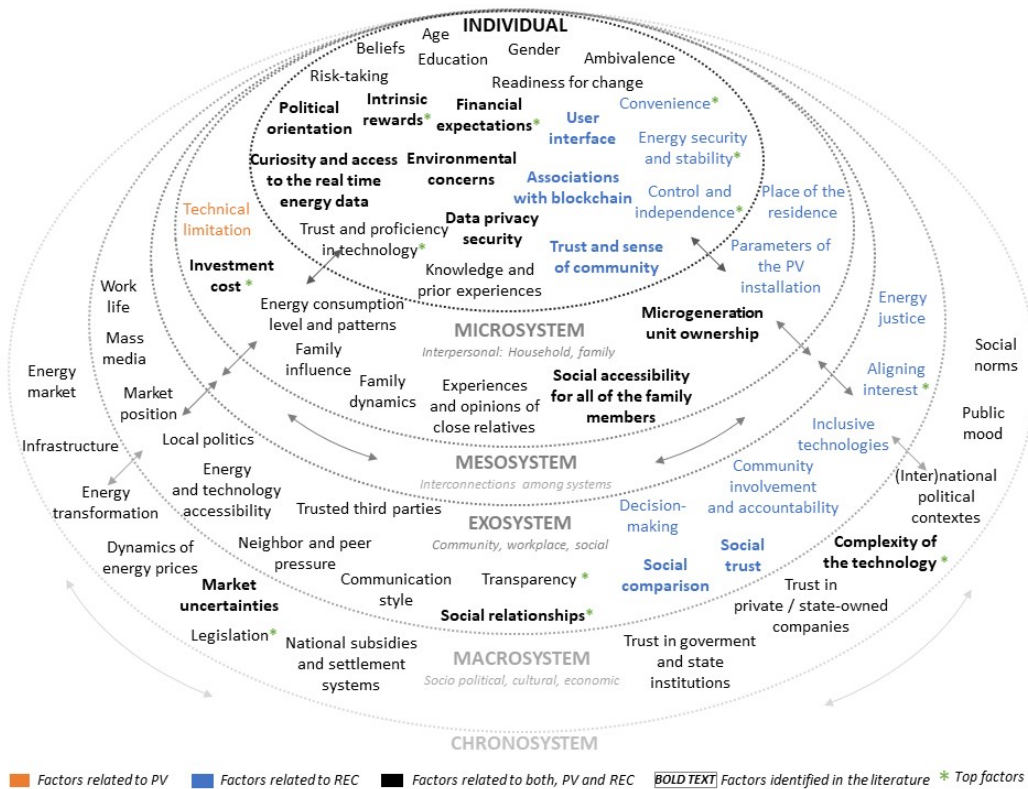 INDIVIDUAL
Age
Beliefs
Gender
Education
Ambivalence
Risk-taking
Readiness for change
Political
orientation
Intrinsic
rewards*
Financial
expectations*
Convenience*
User
interface
Energy security
and stability*
Curiosity and access
to the real time
energy data
Environmental
concerns
Associations
with blockchain
Control and
independence*
Place of the
residence
Technical
limitation
Trust and proficiency
in technology*
Data privacy
security
Trust and sense
of community
Parameters of
the PV
installation
Investment
cost *
Knowledge and
prior experiences
Work
life
Energy consumption
level and patterns
MICROSYSTEM
Interpersonal: Household, family
Microgeneration
unit ownership
Energy
justice
Mass
media
Family
influence
Social
norms
Energy
market
Market
position
Family
dynamics
Experiences
and opinions of
close relatives
Social accessibility
for all of the family
members
Aligning
interest *
Public
mood
Infrastructure
Local politics
Inclusive
technologies
MESOSYSTEM
Interconnections among systems
Energy
transformation
Energy
and technology
accessibility
Trusted third parties
Community
involvement
and accountability
(Inter)national
political
contextes
Decision-
making
EXOSYSTEM
Community, workplace, social
Dynamics of
energy prices
Neighbor and peer
pressure
Social
trust
Complexity of
the technology *
Market
uncertainties
Communication
style
Transparency *
Social
comparison
Social relationships*
Trust in
private / state-owned
companies
Legislation*
National subsidies
and settlement
systems
MACROSYSTEM
Socio political, cultural, economic
Trust in goverment
and state
institutions
CHRONOSYSTEM
Factors related to PV
Factors related to REC
Factors related to both, PV and REC
BOLD TEXT Factors identified in the literature
* Top factors